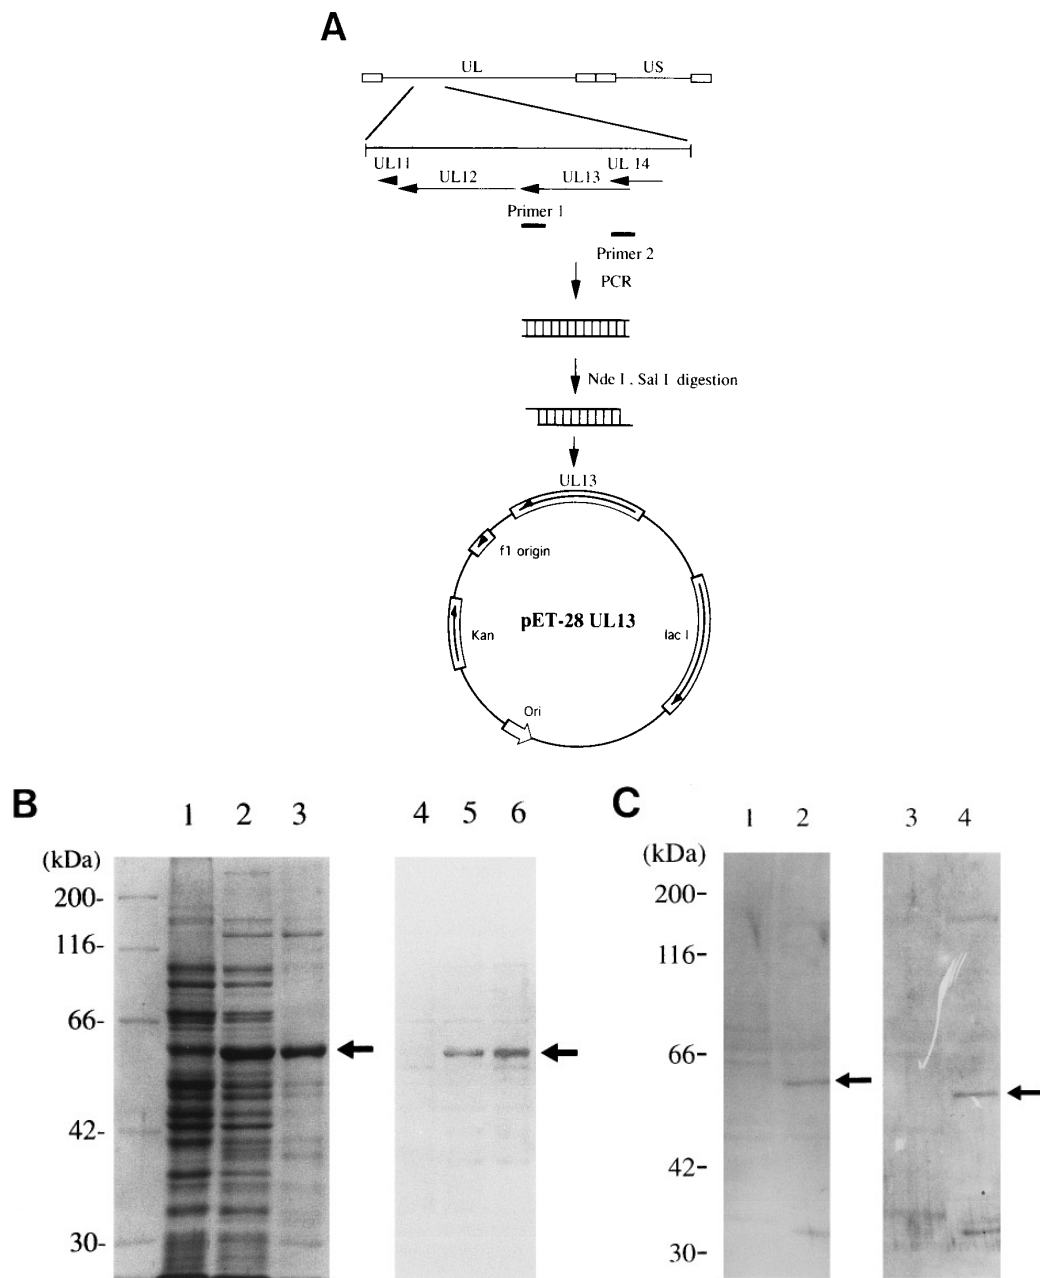 A
UL US
UL11 UL 14
UL12 UL13
Primer 1
Primer 2
PCR
Nde I . Sal I digestion
UL13
f1 origin
pET-28 UL13
Kan lac I
Ori
B
1 2 3 4 5 6
(kDa)
200-
116-
66-
42-
30-
C
1 2 3 4
(kDa)
200-
116-
66-
42-
30-